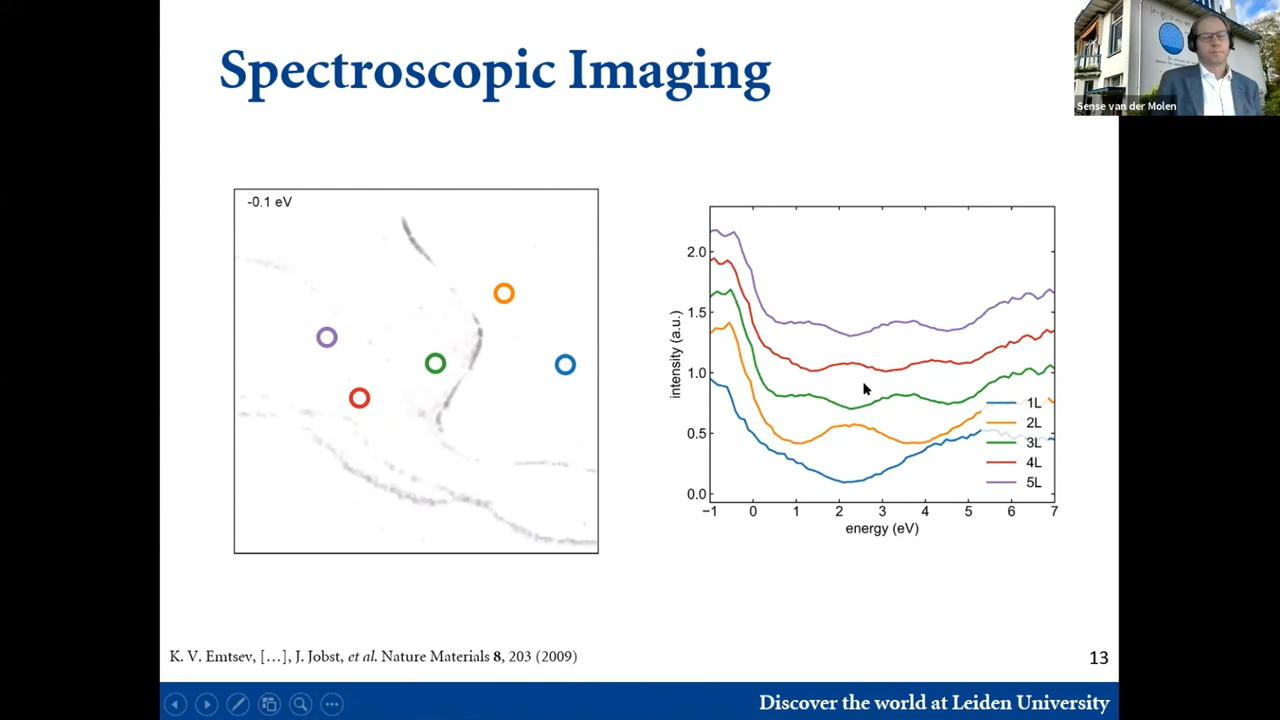 Spectroscopic Imaging
Sense van der Molen
-0.1 eV
2.0
1.5
1.0
0.5
0.0
intensity (a.u.)
−1 0 1 2 3 4 5 6 7
energy (eV)
1L
2L
3L
4L
5L
K. V. Emtsev, […], J. Jobst, et al. Nature Materials 8, 203 (2009)
13
Discover the world at Leiden University